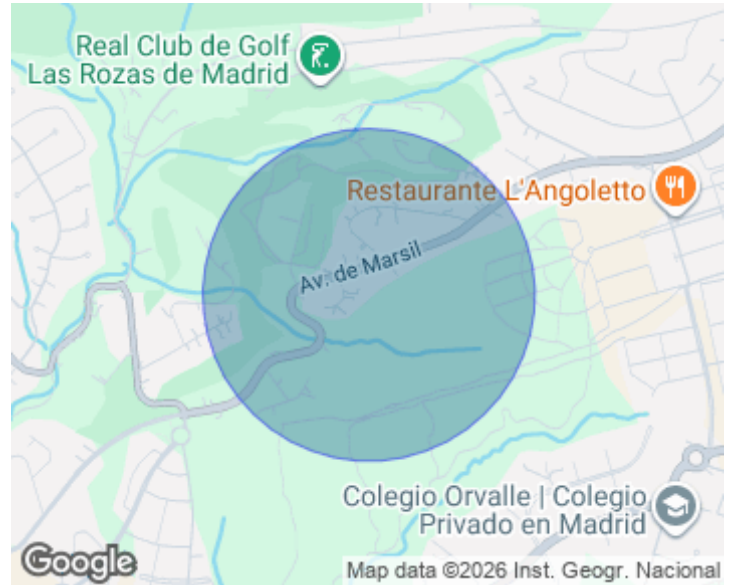 Real Club de Golf
Las Rozas de Madrid
Restaurante L'Angoletto
Av. de Marsil
Colegio Orvalle | Colegio
Privado en Madrid
Google
Map data ©2026 Inst. Geogr. Nacional